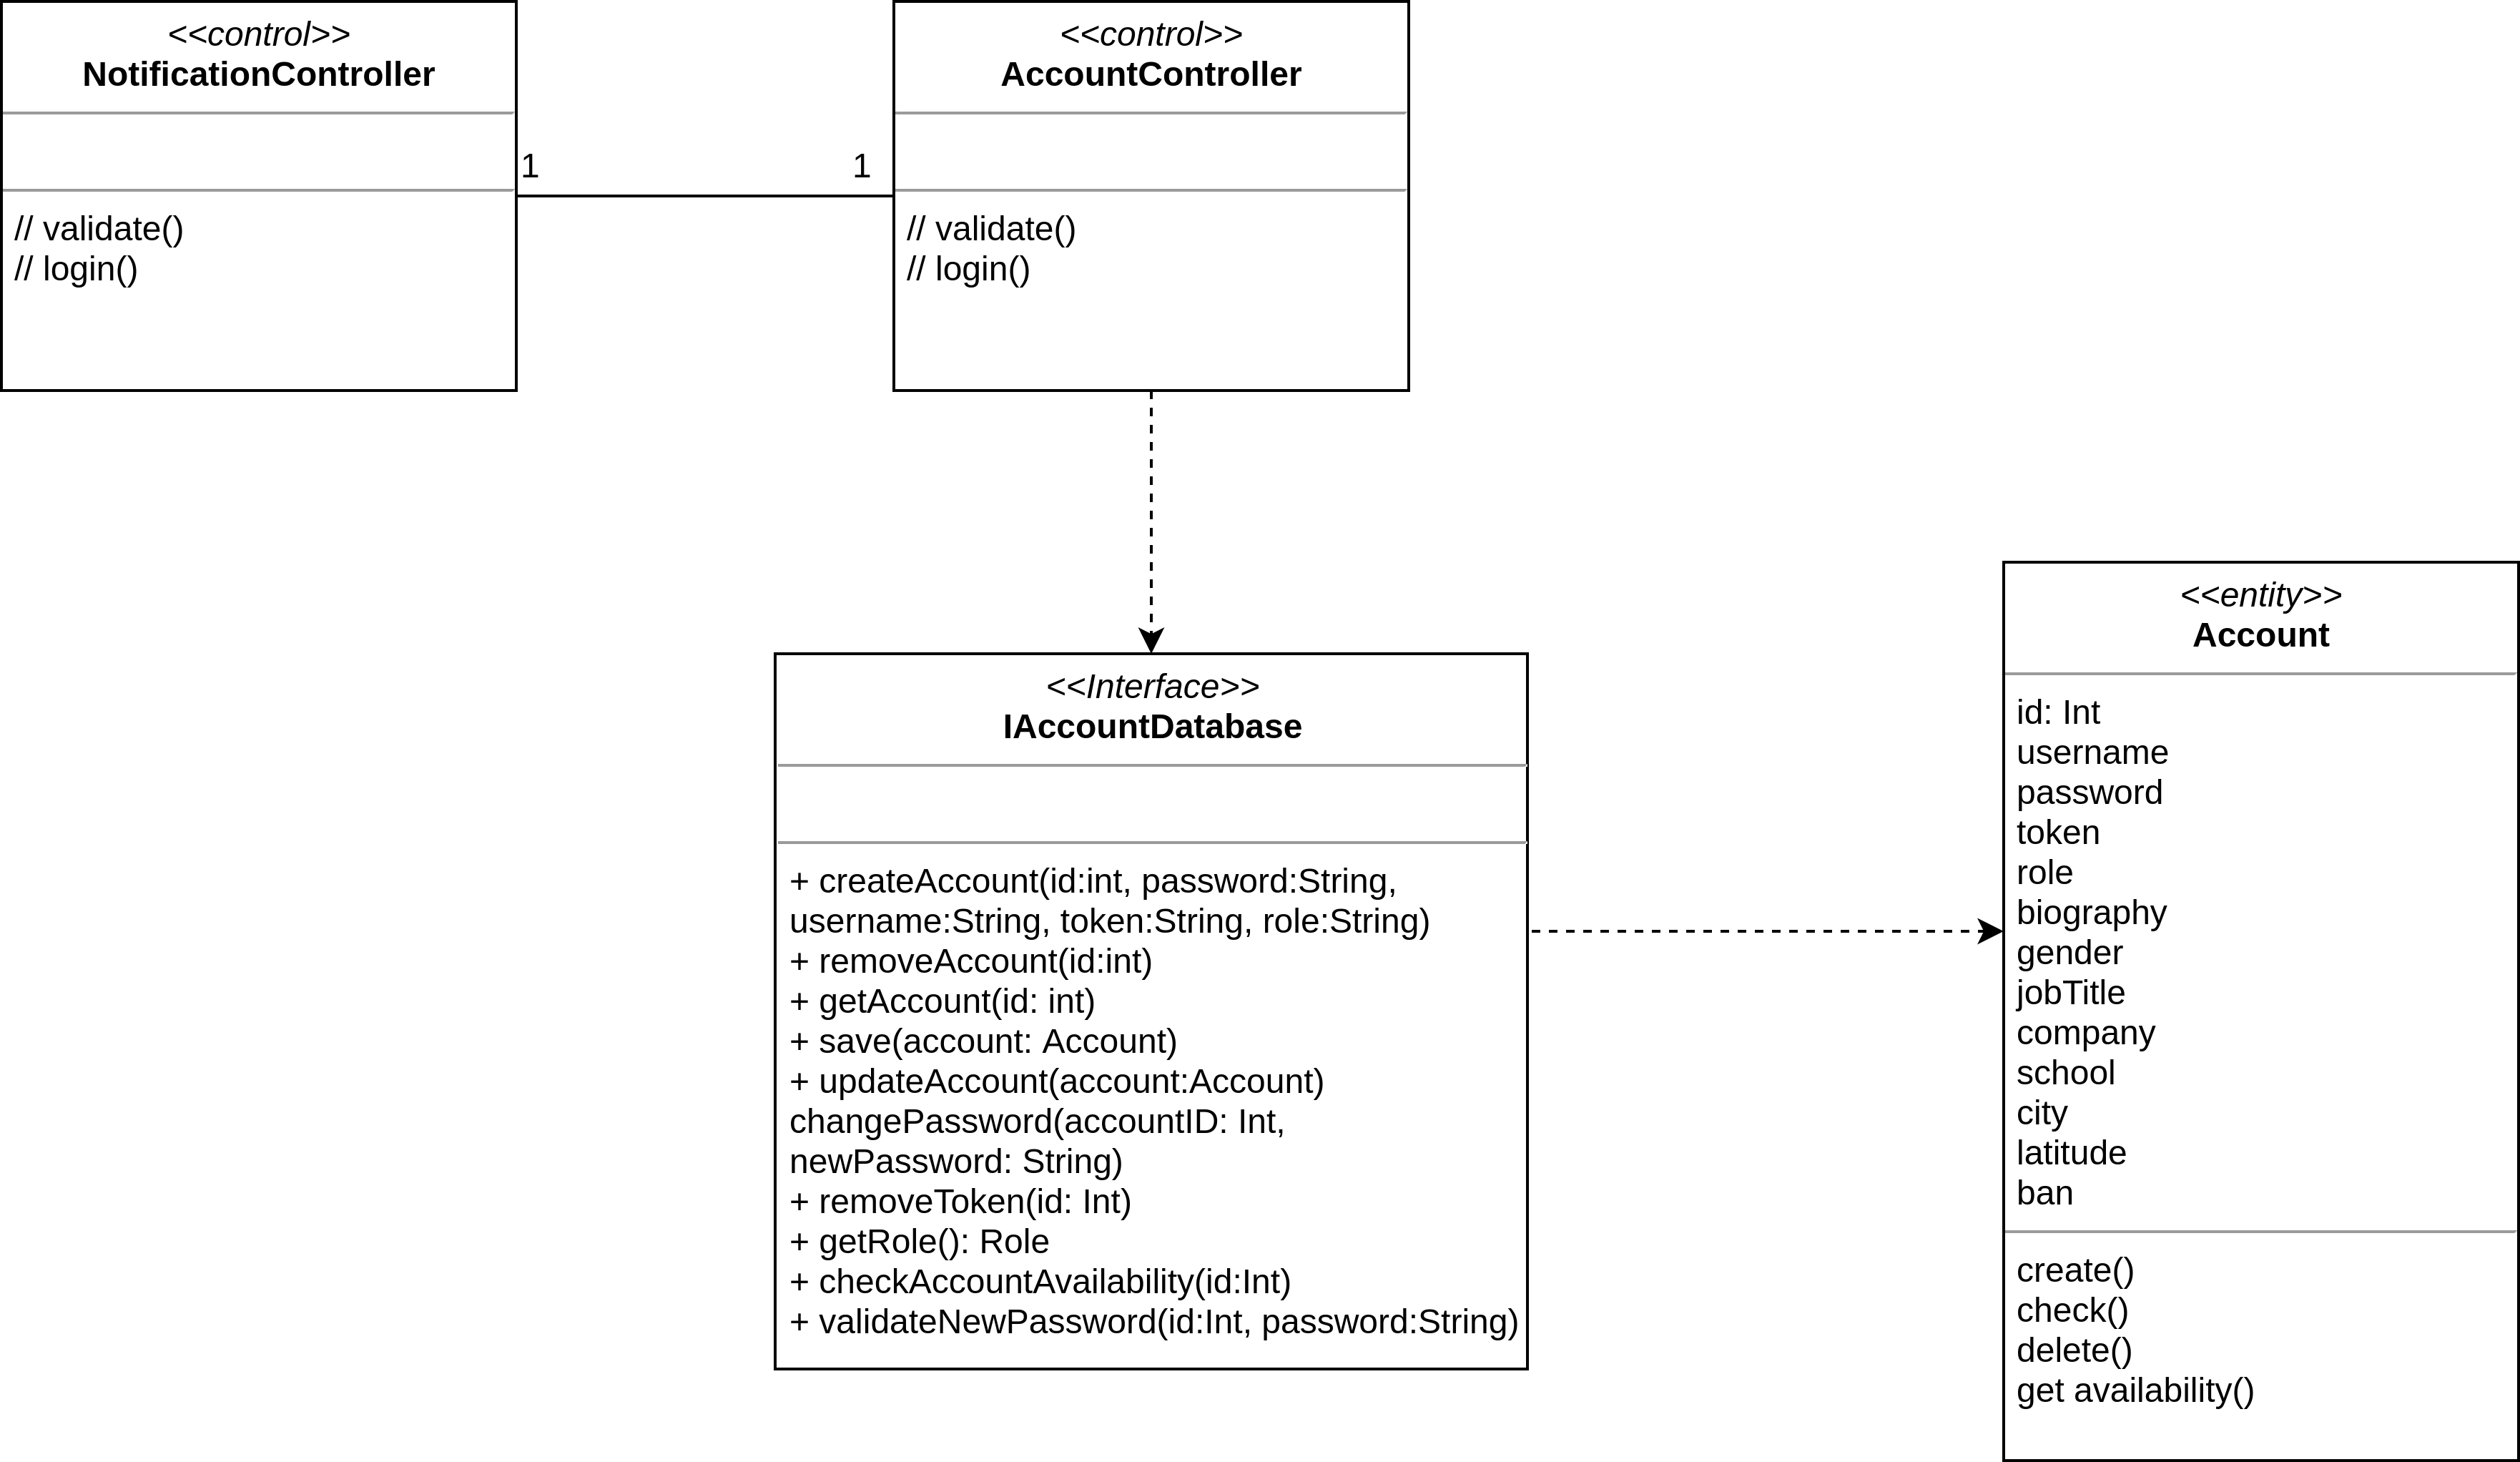 <<control>>
NotificationController
// validate()
// login()
1
1
<<control>>
AccountController
// validate()
// login()
<<Interface>>
IAccountDatabase
+ createAccount(id:int, password:String,
username:String, token:String, role:String)
+ removeAccount(id:int)
+ getAccount(id: int)
+ save(account: Account)
+ updateAccount(account:Account)
changePassword(accountID: Int,
newPassword: String)
+ removeToken(id: Int)
+ getRole(): Role
+ checkAccountAvailability(id:Int)
+ validateNewPassword(id:Int, password:String)
<<entity>>
Account
id: Int
username
password
token
role
biography
gender
jobTitle
company
school
city
latitude
ban
create()
check()
delete()
get availability()